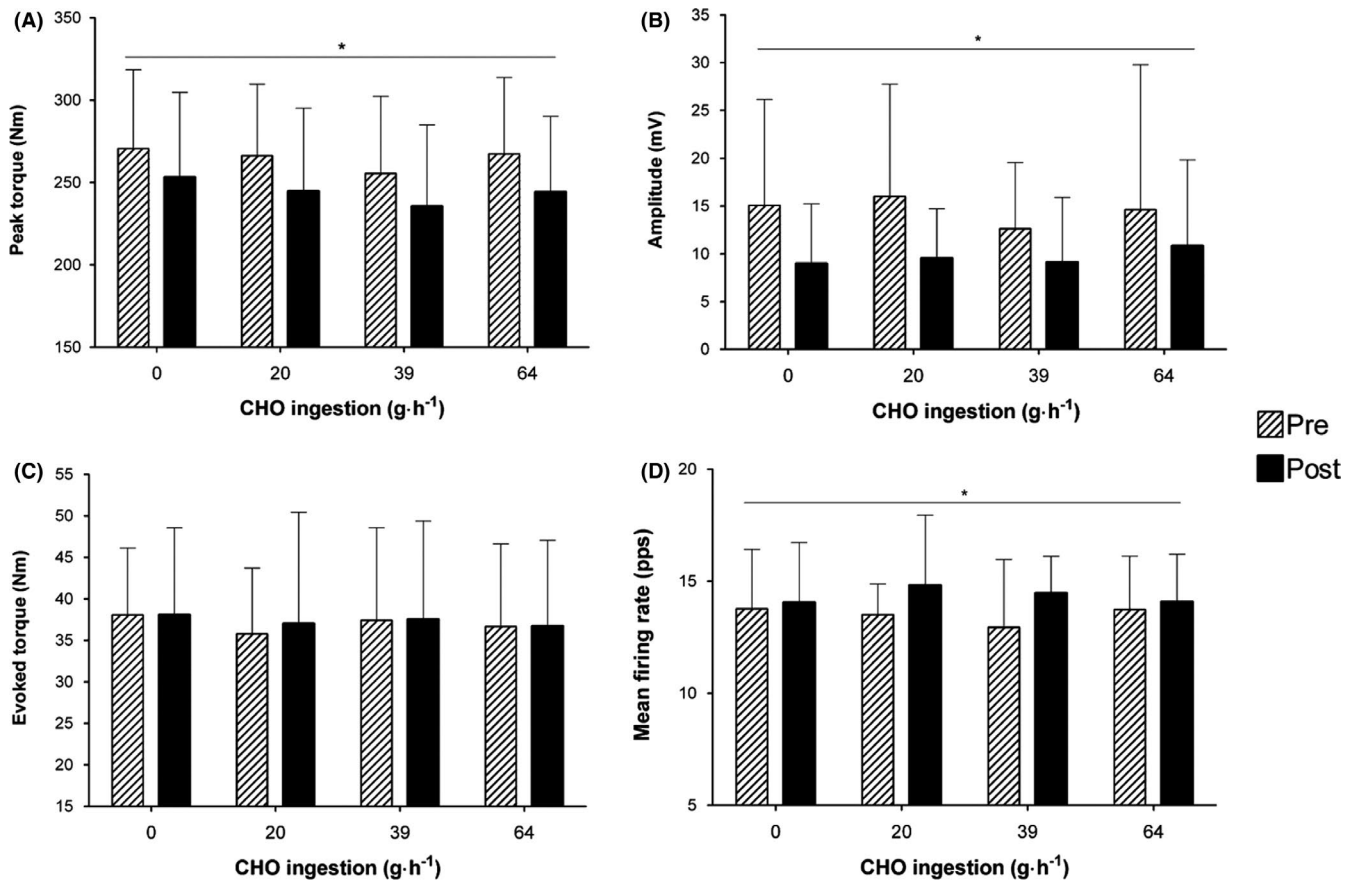 (A)
350
300
250
200
150
Peak torque (Nm)
*
0 20 39 64
CHO ingestion (g·h-1)
(B)
35
30
25
20
15
10
5
0
Amplitude (mV)
*
0 20 39 64
CHO ingestion (g·h-1)
Pre
Post
(C)
55
50
45
40
35
30
25
20
15
Evoked torque (Nm)
0 20 39 64
CHO ingestion (g·h-1)
(D)
20
15
10
5
Mean firing rate (pps)
*
0 20 39 64
CHO ingestion (g·h-1)